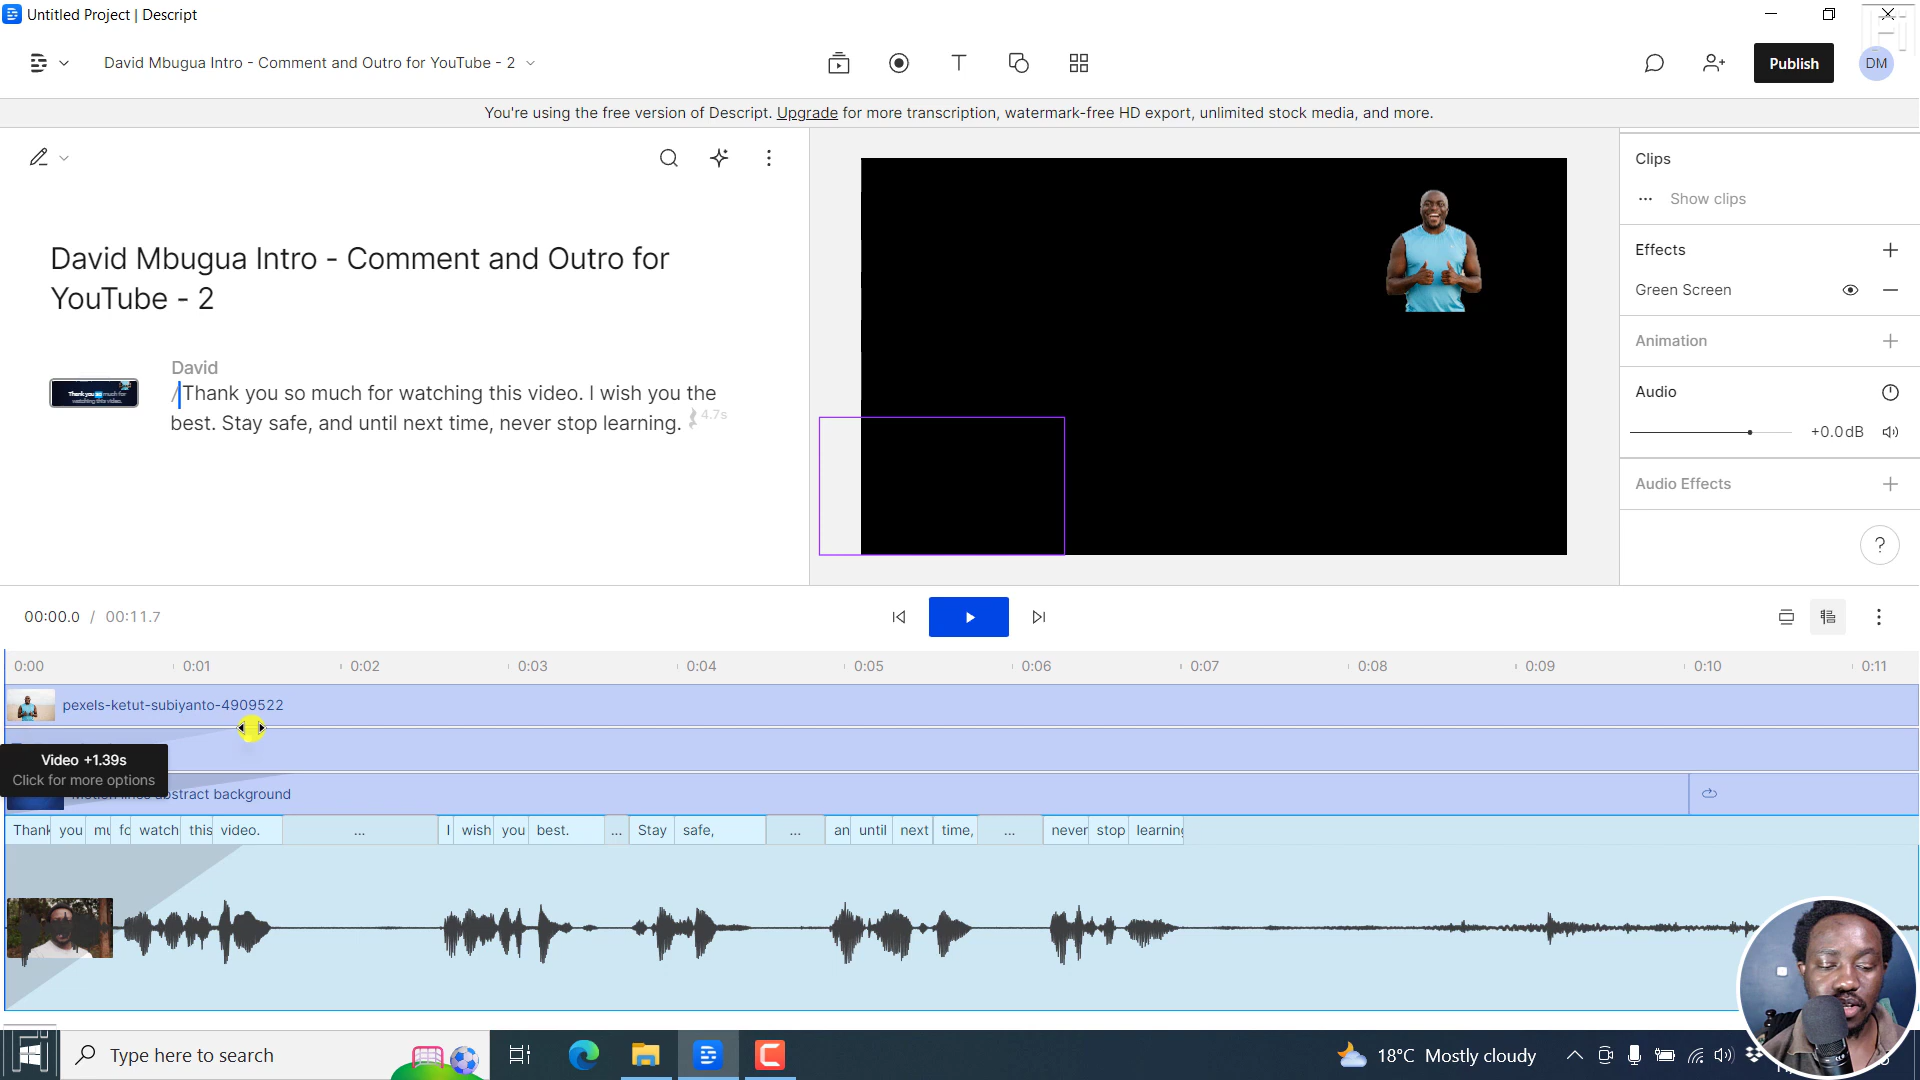 Untitled Project | Descript
David Mbugua Intro - Comment and Outro for YouTube - 2
Publish
DM
You're using the free version of Descript. Upgrade for more transcription, watermark-free HD export, unlimited stock media, and more.
David Mbugua Intro - Comment and Outro for
YouTube - 2
David
/Thank you so much for watching this video. I wish you the
best. Stay safe, and until next time, never stop learning. 4.7s
Clips
Show clips
Effects
Green Screen
Animation
Audio
+0.0dB
Audio Effects
?
00:00.0 / 00:11.7
0:00 0:01 0:02 0:03 0:04 0:05 0:06 0:07 0:08 0:09 0:10 0:11
pexels-ketut-subiyanto-4909522
Video +1.39s
Click for more options
abstract background
Thank you mu fo watch this video. ... I wish you best. ... Stay safe, ... an until next time, ... never stop learning
Type here to search
18°C Mostly cloudy